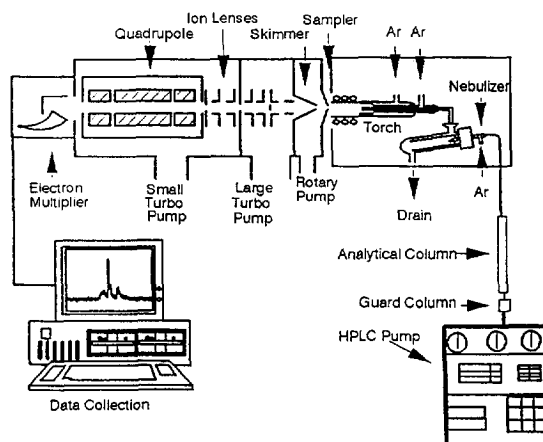 Ion Lenses
Sampler
Quadrupole
Skimmer
Ar
Ar
Nebulizer
Torch
Electron
Multiplier
Small
Turbo
Pump
Large
Turbo
Pump
Rotary
Pump
Drain
Ar
Analytical Column
Guard Column
HPLC Pump
Data Collection